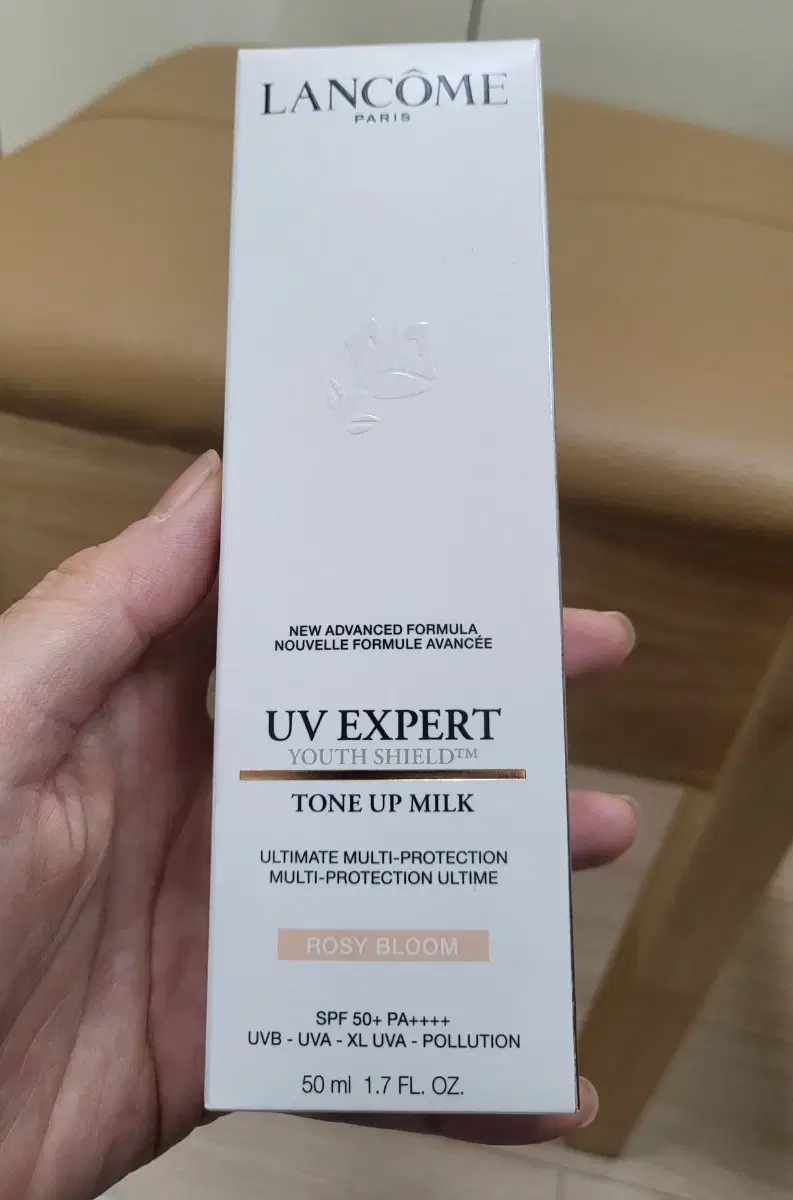 LANCÔME
PARIS
NEW ADVANCED FORMULA
NOUVELLE FORMULE AVANCÉE
UV EXPERT
YOUTH SHIELD™
TONE UP MILK
ULTIMATE MULTI-PROTECTION
MULTI-PROTECTION ULTIME
ROSY BLOOM
SPF 50+ PA++++
UVB - UVA - XL UVA - POLLUTION
50 ml 1.7 FL. OZ.